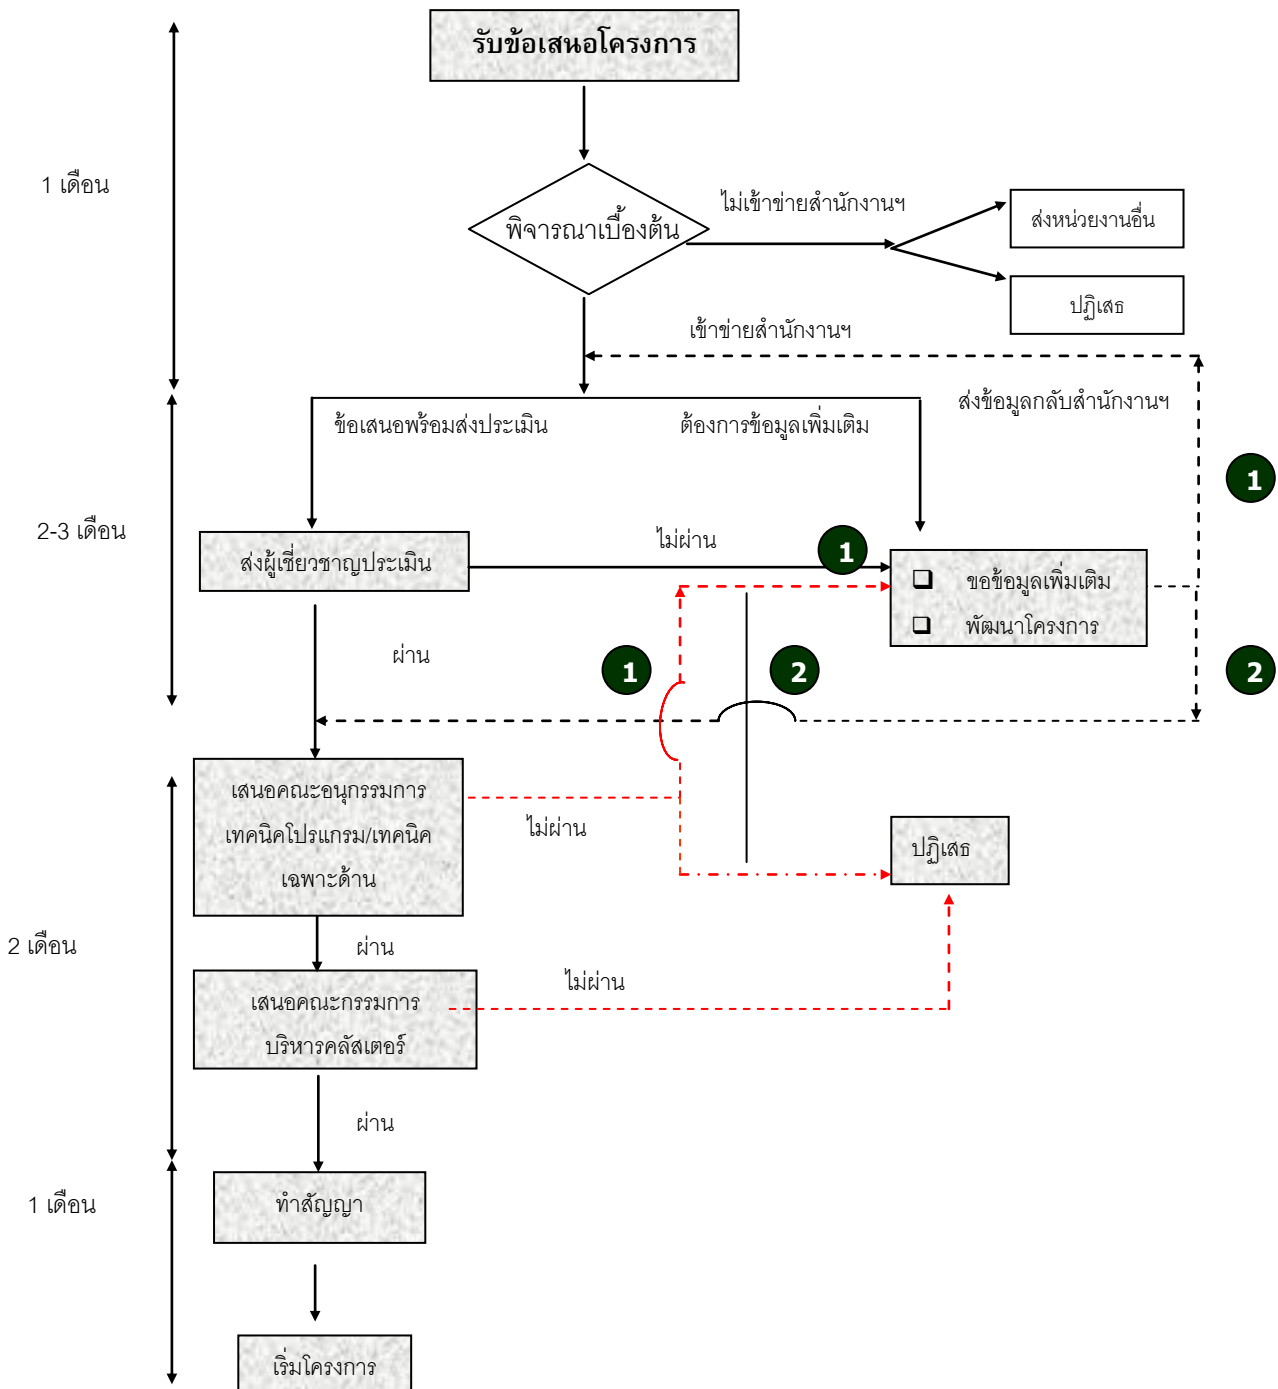 รับข้อเสนอโครงการ
1 เดือน
พิจารณาเบื้องต้น
ไม่เข้าข่ายสำนักงานฯ
ส่งหน่วยงานอื่น
ปฏิเสธ
เข้าข่ายสำนักงานฯ
ส่งข้อมูลกลับสำนักงานฯ
ข้อเสนอพร้อมส่งประเมิน
ต้องการข้อมูลเพิ่มเติม
1
2-3 เดือน
ส่งผู้เชี่ยวชาญประเมิน
ไม่ผ่าน
1
❑ ขอข้อมูลเพิ่มเติม
❑ พัฒนาโครงการ
ผ่าน
1
2
2
เสนอคณะอนุกรรมการ
เทคนิคโปรแกรม/เทคนิค
เฉพาะด้าน
ไม่ผ่าน
ปฏิเสธ
2 เดือน
ผ่าน
เสนอคณะกรรมการ
บริหารคลัสเตอร์
ไม่ผ่าน
ผ่าน
1 เดือน
ทำสัญญา
เริ่มโครงการ